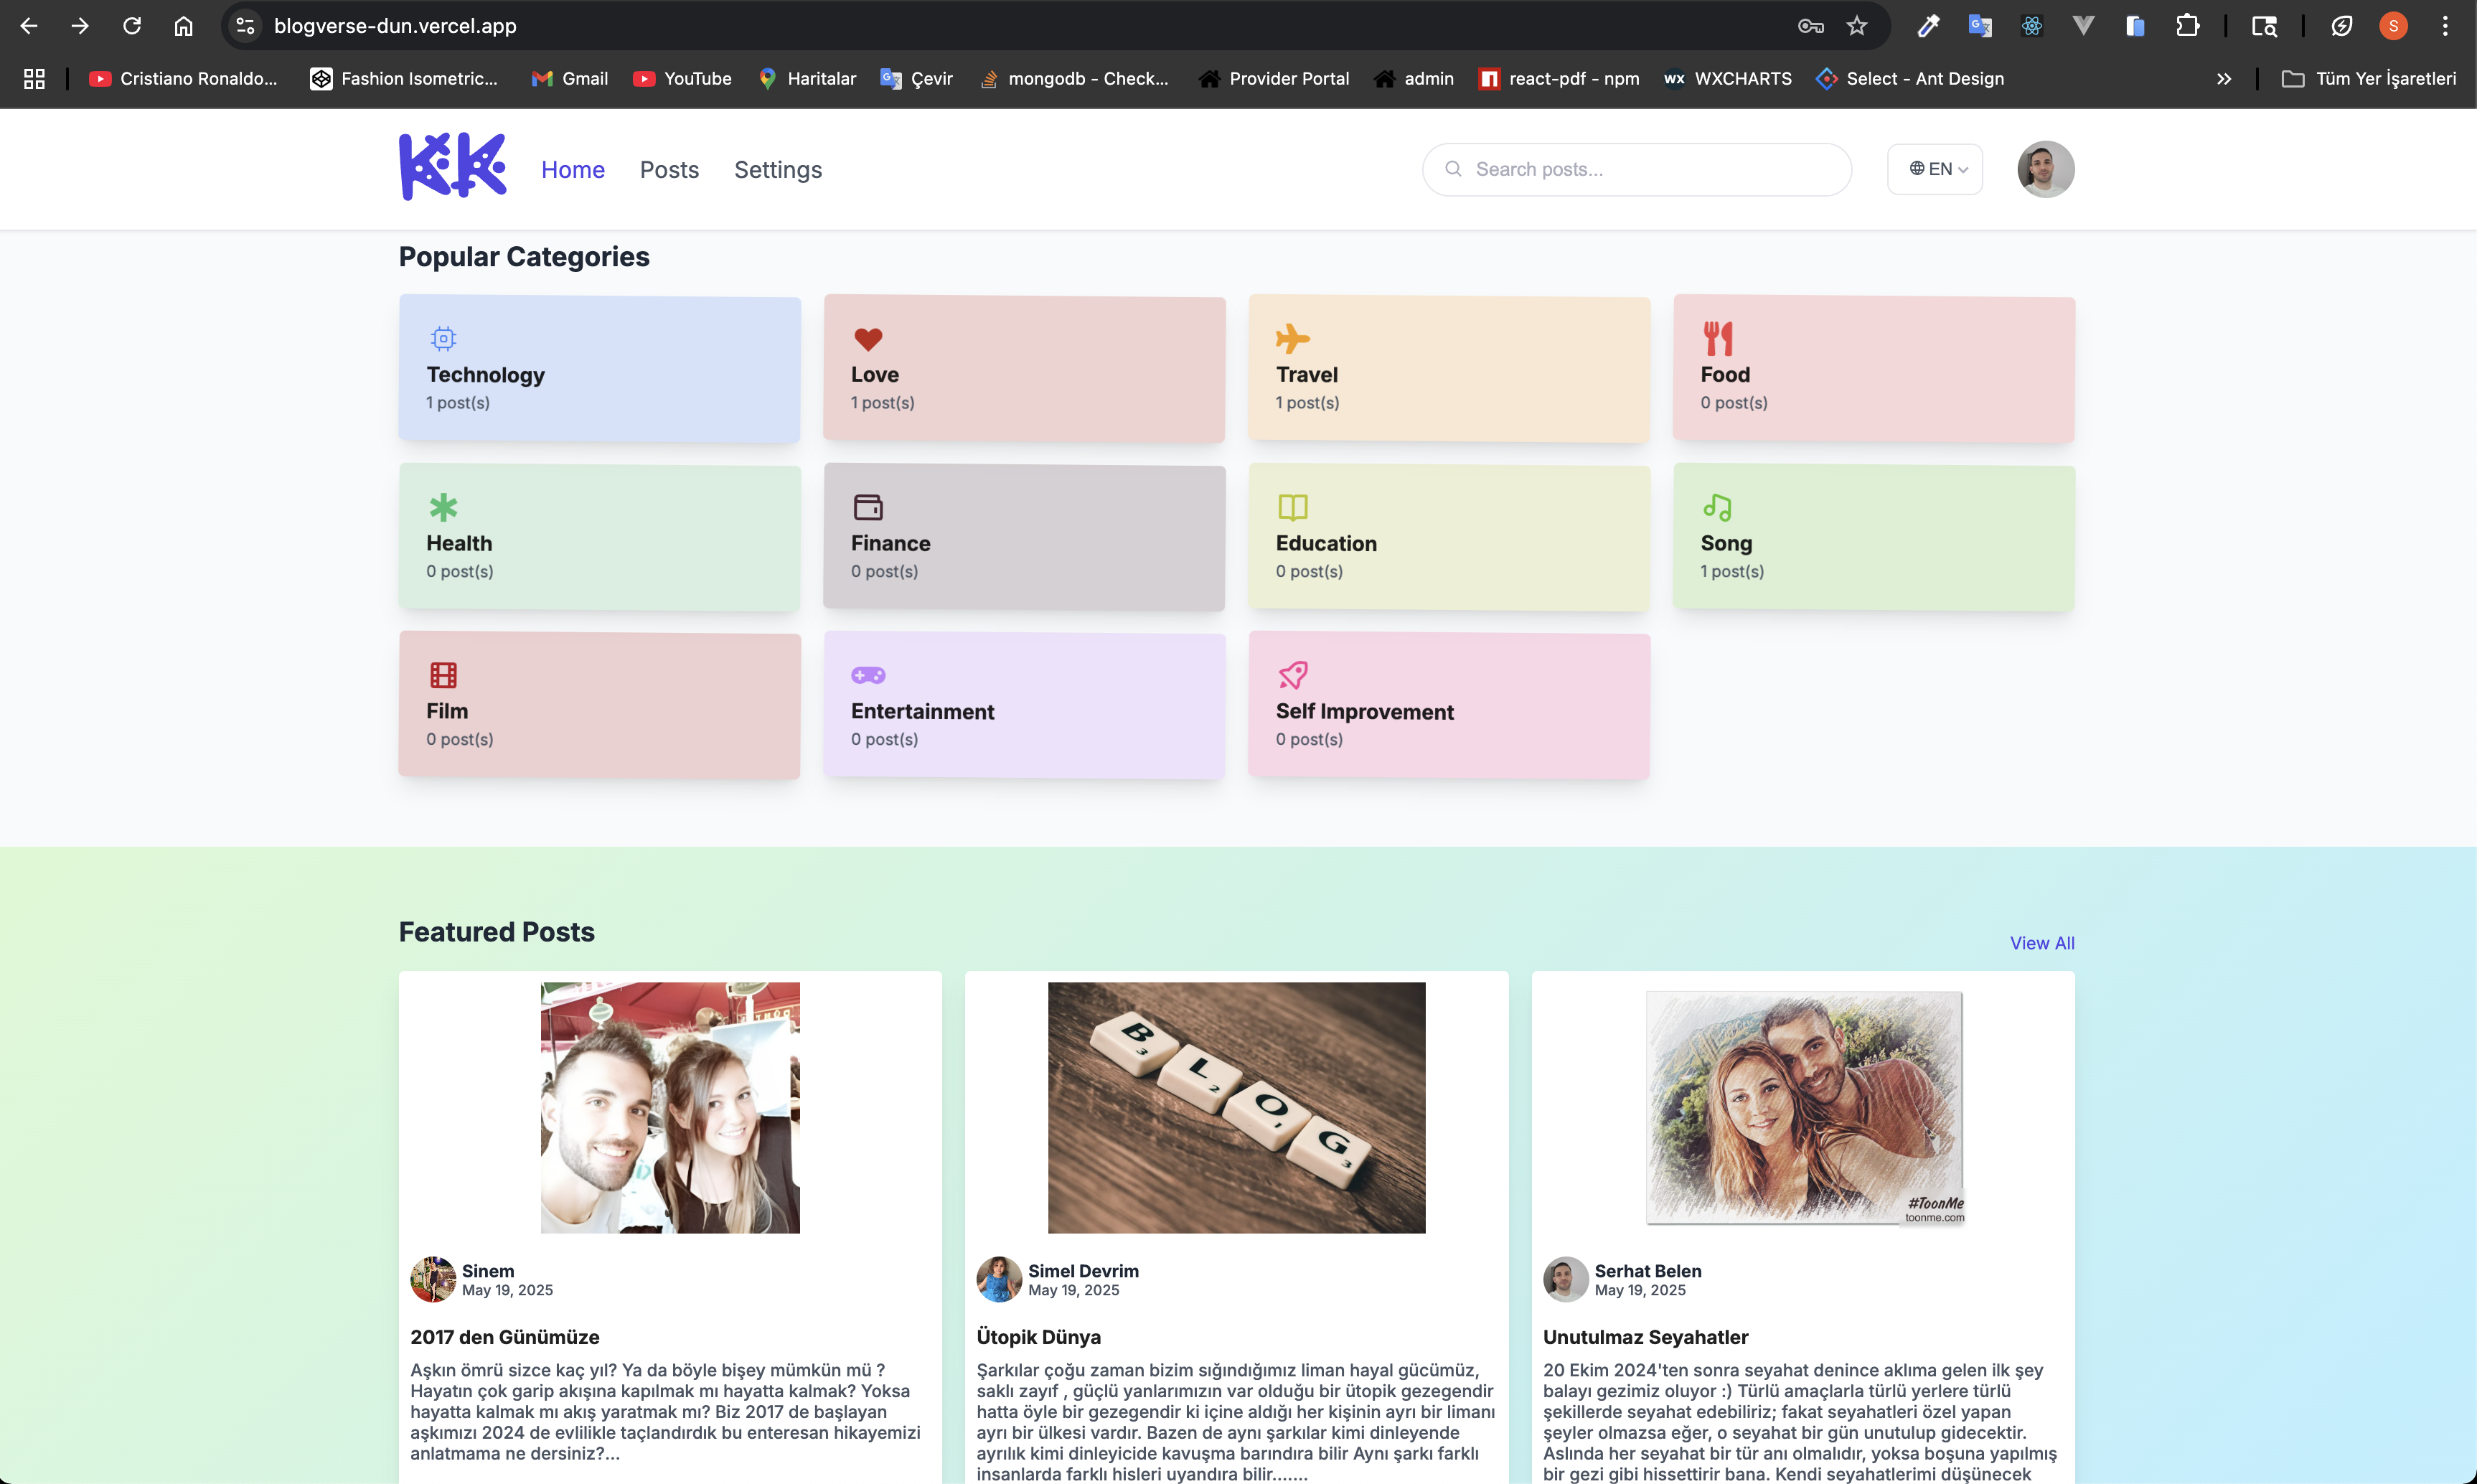 blogverse-dun.vercel.app
S
Cristiano Ronaldo...
Fashion Isometric...
Gmail
YouTube
Haritalar
Çevir
mongodb - Check...
Provider Portal
admin
react-pdf - npm
WXCHARTS
Select - Ant Design
Tüm Yer İşaretleri
KK
Home
Posts
Settings
Search posts...
EN
Popular Categories
Technology
1 post(s)
Love
1 post(s)
Travel
1 post(s)
Food
0 post(s)
Health
0 post(s)
Finance
0 post(s)
Education
0 post(s)
Song
1 post(s)
Film
0 post(s)
Entertainment
0 post(s)
Self Improvement
0 post(s)
Featured Posts
View All
Sinem
May 19, 2025
2017 den Günümüze
Aşkın ömrü sizce kaç yıl? Ya da böyle bişey mümkün mü ?
Hayatın çok garip akışına kapılmak mı hayatta kalmak? Yoksa
hayatta kalmak mı akış yaratmak mı? Biz 2017 de başlayan
aşkımızı 2024 de evlilikle taçlandırdık bu enteresan hikayemizi
anlatmama ne dersiniz?...
B 3
L 2
O 1
G 3
Simel Devrim
May 19, 2025
Ütopik Dünya
Şarkılar çoğu zaman bizim sığındığımız liman hayal gücümüz,
saklı zayıf , güçlü yanlarımızın var olduğu bir ütopik gezegendir
hatta öyle bir gezegendir ki içine aldığı her kişinin ayrı bir limanı
ayrı bir ülkesi vardır. Bazen de aynı şarkılar kimi dinleyende
ayrılık kimi dinleyicide kavuşma barındıra bilir Aynı şarkı farklı
insanlarda farklı hisleri uyandıra bilir.......
#ToonMe
toonme.com
Serhat Belen
May 19, 2025
Unutulmaz Seyahatler
20 Ekim 2024'ten sonra seyahat denince aklıma gelen ilk şey
balayı gezimiz oluyor :) Türlü amaçlarla türlü yerlere türlü
şekillerde seyahat edebiliriz; fakat seyahatleri özel yapan
şeyler olmazsa eğer, o seyahat bir gün unutulup gidecektir.
Aslında her seyahat bir tür anı olmalıdır, yoksa boşuna yapılmış
bir gezi gibi hissettirir bana. Kendi seyahatlerimi düşünecek